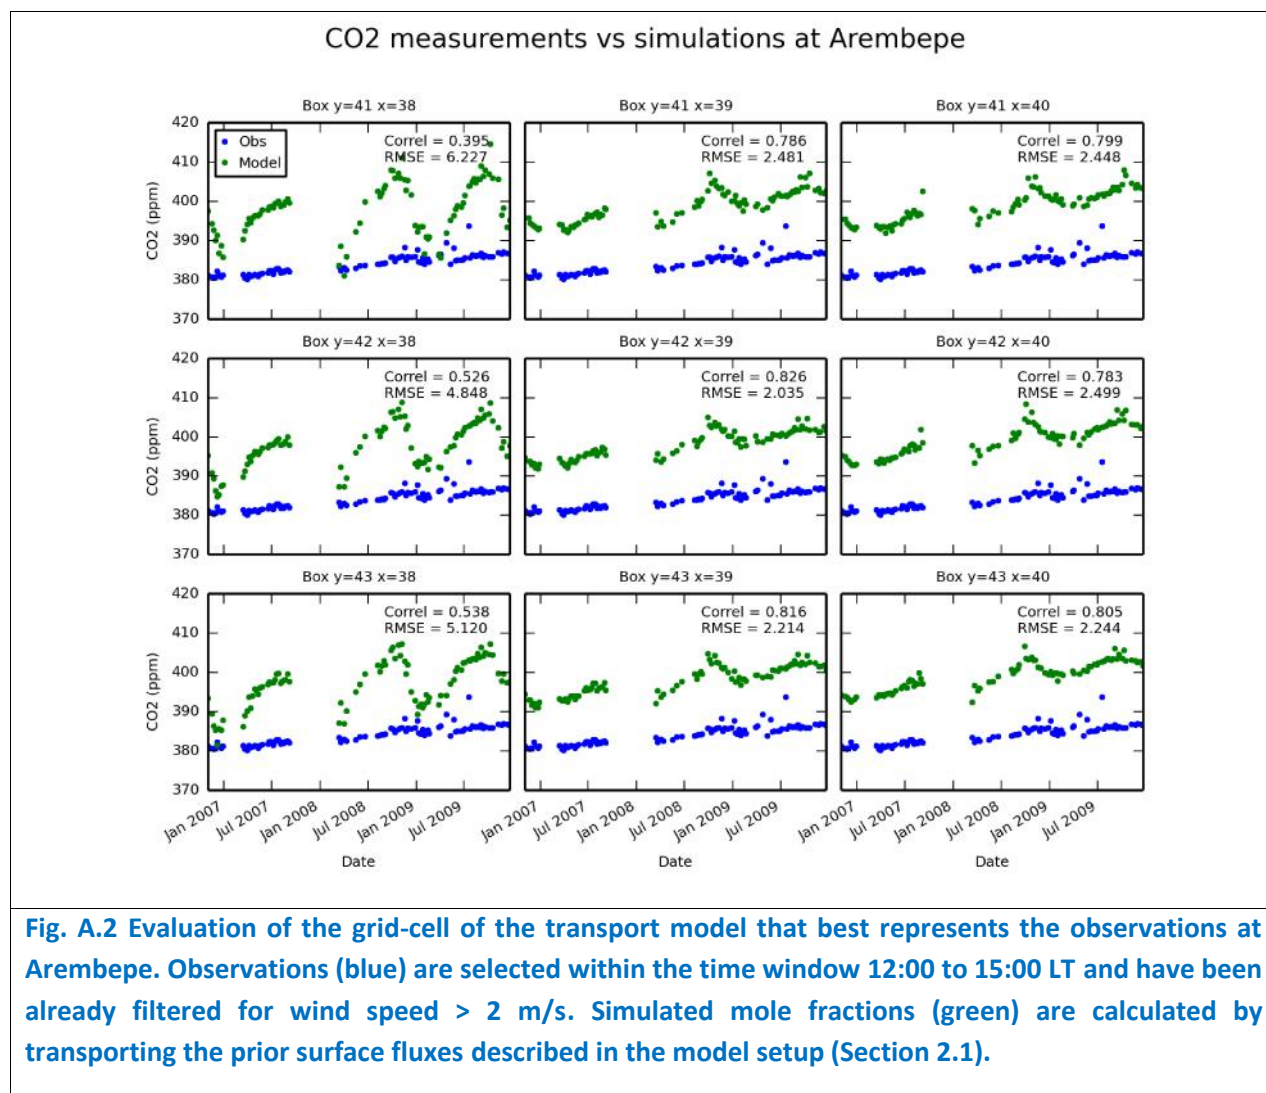 CO2 measurements vs simulations at Arembepe
Box y=41 x=38
Box y=41 x=39
Box y=41 x=40
420
410
400
390
380
370
CO2 (ppm)
Obs
Model
Correl = 0.395
RMSE = 6.227
Correl = 0.786
RMSE = 2.481
Correl = 0.799
RMSE = 2.448
Box y=42 x=38
Box y=42 x=39
Box y=42 x=40
420
410
400
390
380
370
CO2 (ppm)
Correl = 0.526
RMSE = 4.848
Correl = 0.826
RMSE = 2.035
Correl = 0.783
RMSE = 2.499
Box y=43 x=38
Box y=43 x=39
Box y=43 x=40
420
410
400
390
380
370
CO2 (ppm)
Correl = 0.538
RMSE = 5.120
Correl = 0.816
RMSE = 2.214
Correl = 0.805
RMSE = 2.244
Jan 2007
Jul 2007
Jan 2008
Jul 2008
Jan 2009
Jul 2009
Jan 2007
Jul 2007
Jan 2008
Jul 2008
Jan 2009
Jul 2009
Jan 2007
Jul 2007
Jan 2008
Jul 2008
Jan 2009
Jul 2009
Date
Date
Date
Fig. A.2 Evaluation of the grid-cell of the transport model that best represents the observations at
Arembepe. Observations (blue) are selected within the time window 12:00 to 15:00 LT and have been
already filtered for wind speed > 2 m/s. Simulated mole fractions (green) are calculated by
transporting the prior surface fluxes described in the model setup (Section 2.1).